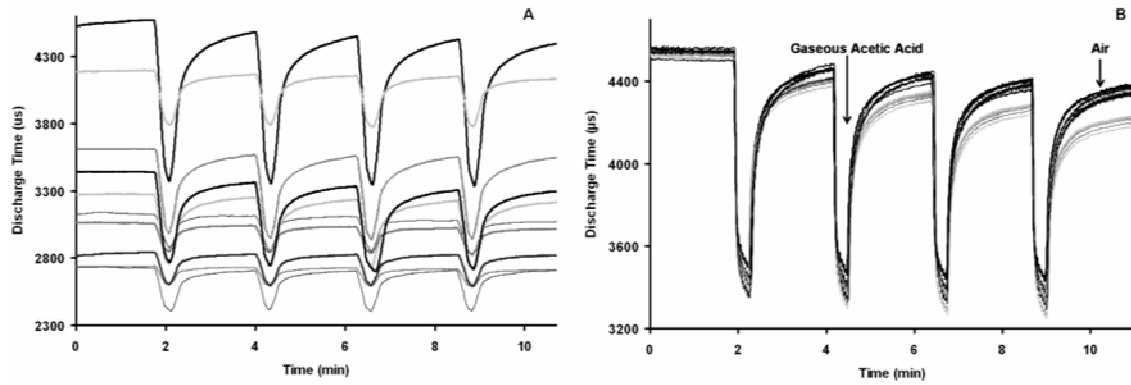 A
Discharge Time (us)
4300
3800
3300
2800
2300
0 2 4 6 8 10
Time (min)
B
Gaseous Acetic Acid
Air
Discharge Time (µs)
4400
4000
3600
3200
0 2 4 6 8 10
Time (min)